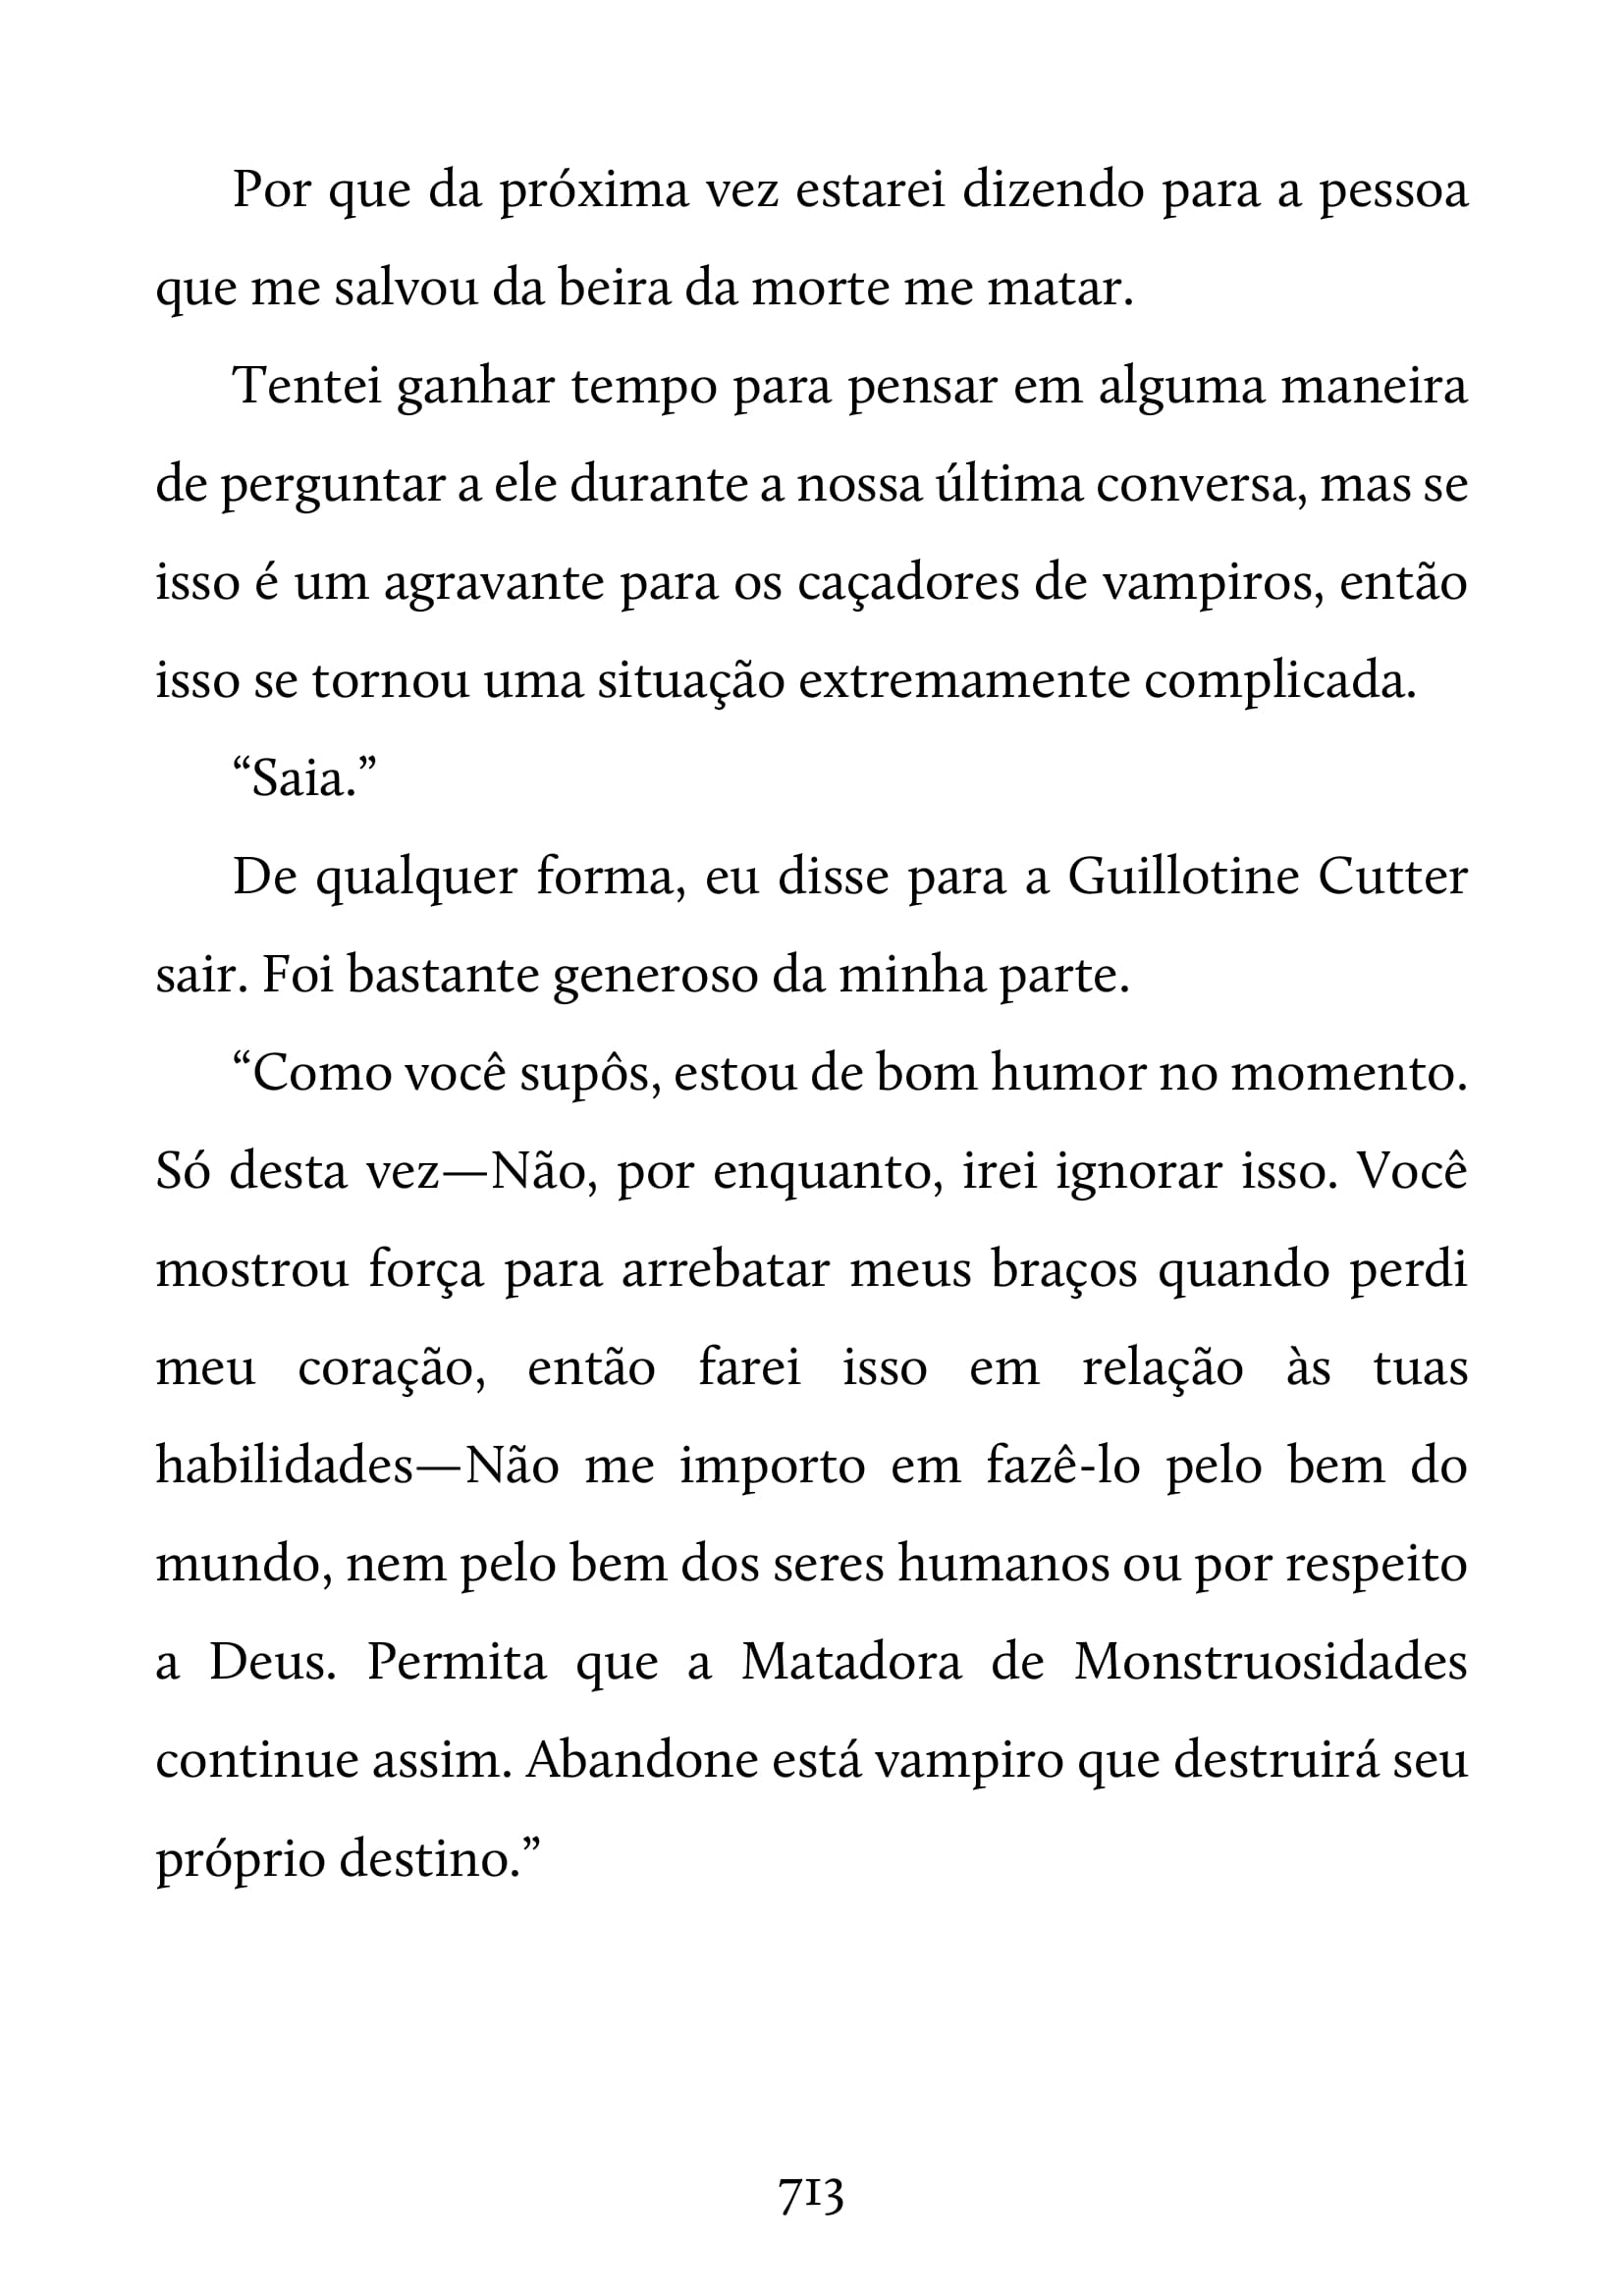 Por que da próxima vez estarei dizendo para a pessoa
que me salvou da beira da morte me matar.
Tentei ganhar tempo para pensar em alguma maneira
de perguntar a ele durante a nossa última conversa, mas se
isso é um agravante para os caçadores de vampiros, então
isso se tornou uma situação extremamente complicada.
“Saia.”
De qualquer forma, eu disse para a Guillotine Cutter
sair. Foi bastante generoso da minha parte.
“Como você supôs, estou de bom humor no momento.
Só desta vez—Não, por enquanto, irei ignorar isso. Você
mostrou força para arrebatar meus braços quando perdi
meu coração, então farei isso em relação às tuas
habilidades—Não me importo em fazê-lo pelo bem do
mundo, nem pelo bem dos seres humanos ou por respeito
a Deus. Permita que a Matadora de Monstruosidades
continue assim. Abandone está vampiro que destruirá seu
próprio destino.”
713